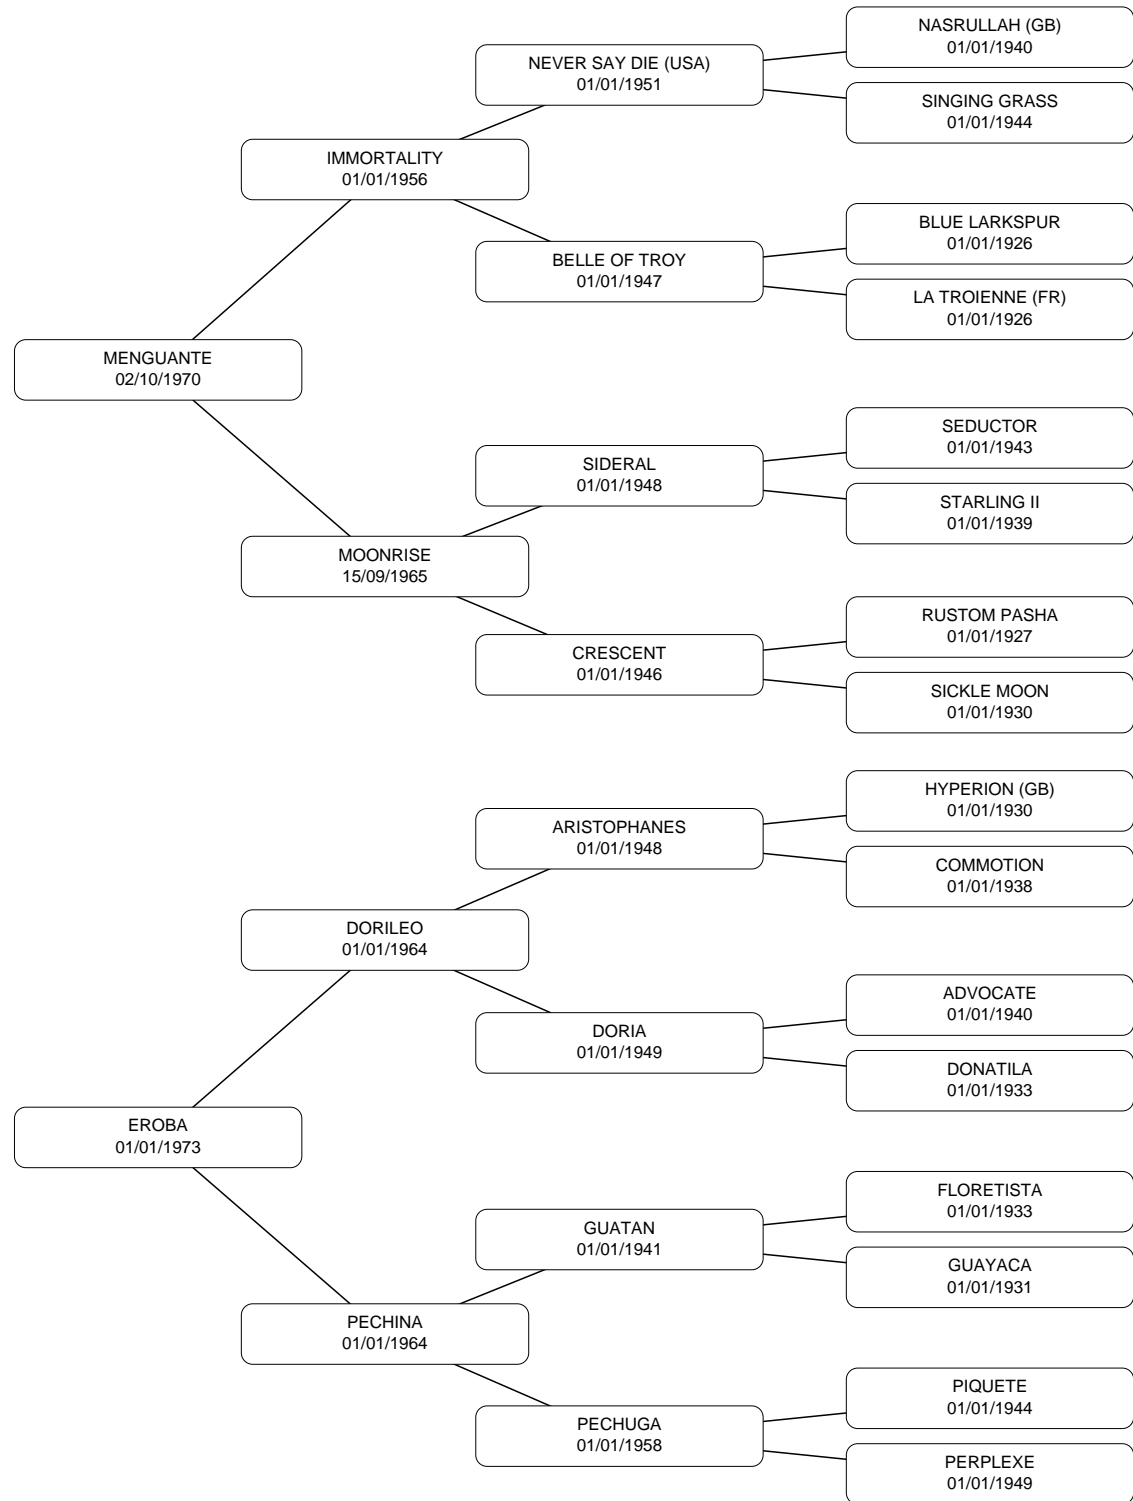 NASRULLAH (GB)
01/01/1940
NEVER SAY DIE (USA)
01/01/1951
SINGING GRASS
01/01/1944
IMMORTALITY
01/01/1956
BLUE LARKSPUR
01/01/1926
BELLE OF TROY
01/01/1947
LA TROIENNE (FR)
01/01/1926
MENGUANTE
02/10/1970
SEDUCTOR
01/01/1943
SIDERAL
01/01/1948
STARLING II
01/01/1939
MOONRISE
15/09/1965
RUSTOM PASHA
01/01/1927
CRESCENT
01/01/1946
SICKLE MOON
01/01/1930
HYPERION (GB)
01/01/1930
ARISTOPHANES
01/01/1948
COMMOTION
01/01/1938
DORILEO
01/01/1964
ADVOCATE
01/01/1940
DORIA
01/01/1949
DONATILA
01/01/1933
EROBA
01/01/1973
FLORETISTA
01/01/1933
GUATAN
01/01/1941
GUAYACA
01/01/1931
PECHINA
01/01/1964
PIQUETE
01/01/1944
PECHUGA
01/01/1958
PERPLEXE
01/01/1949